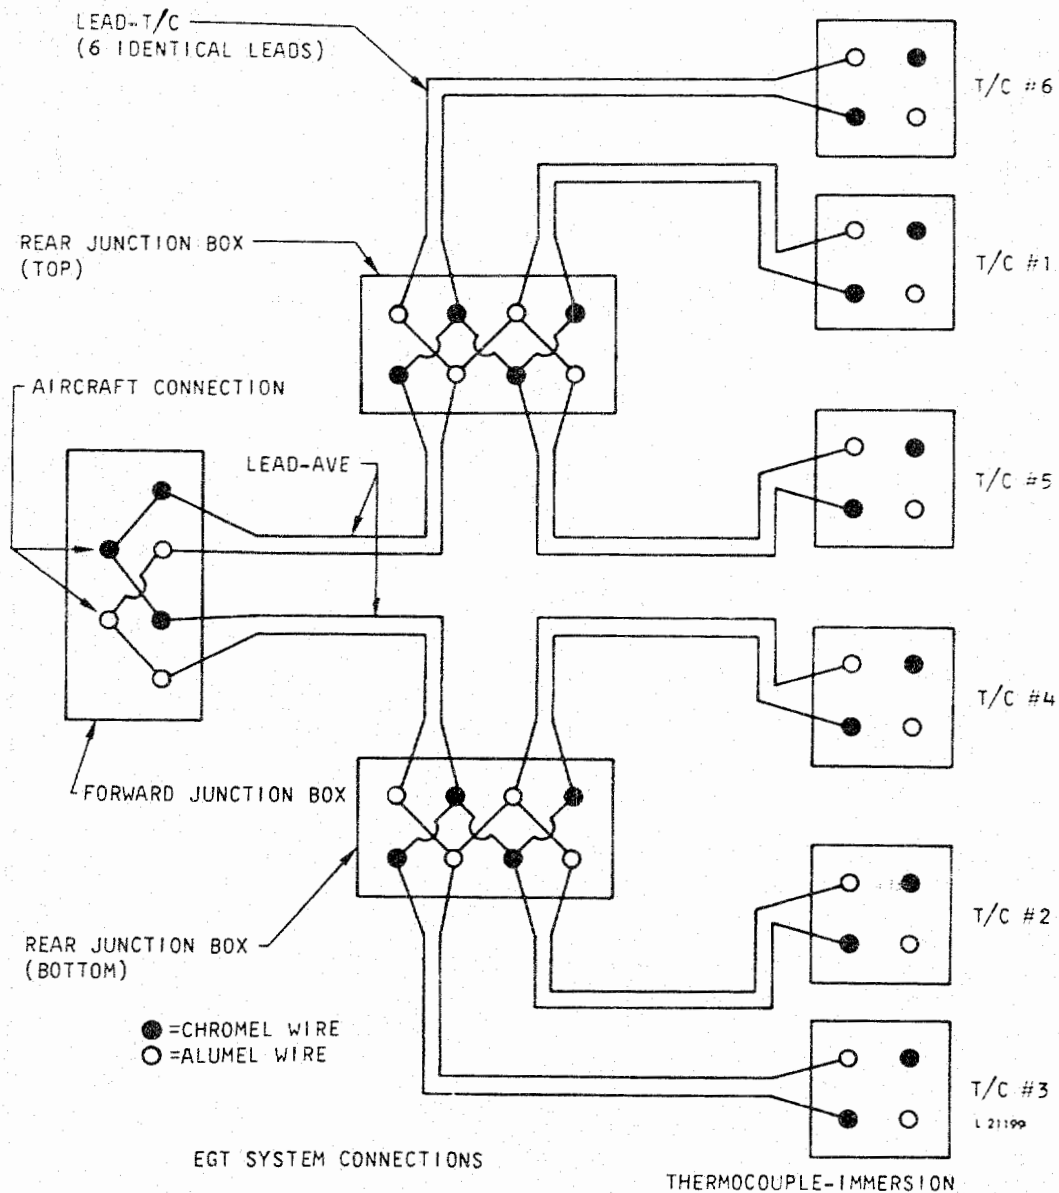 LEAD-T/C
(6 IDENTICAL LEADS)
T/C #6
REAR JUNCTION BOX
(TOP)
T/C #1
AIRCRAFT CONNECTION
LEAD-AVE
T/C #5
T/C #4
FORWARD JUNCTION BOX
T/C #2
REAR JUNCTION BOX
(BOTTOM)
=CHROMEL WIRE
=ALUMEL WIRE
T/C #3
L 21199
EGT SYSTEM CONNECTIONS
THERMOCOUPLE-IMMERSION